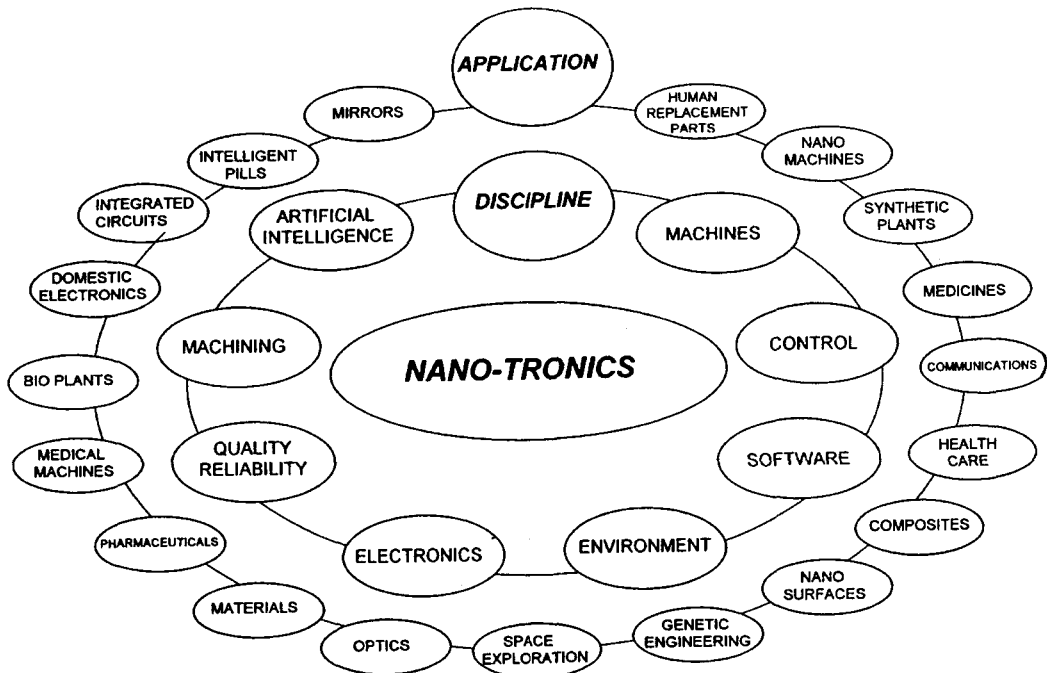 APPLICATION
MIRRORS
HUMAN
REPLACEMENT
PARTS
INTELLIGENT
PILLS
NANO
MACHINES
INTEGRATED
CIRCUITS
ARTIFICIAL
INTELLIGENCE
DISCIPLINE
MACHINES
SYNTHETIC
PLANTS
DOMESTIC
ELECTRONICS
MEDICINES
MACHINING
NANO-TRONICS
CONTROL
COMMUNICATIONS
BIO PLANTS
MEDICAL
MACHINES
QUALITY
RELIABILITY
SOFTWARE
HEALTH
CARE
PHARMACEUTICALS
ELECTRONICS
ENVIRONMENT
COMPOSITES
MATERIALS
NANO
SURFACES
OPTICS
SPACE
EXPLORATION
GENETIC
ENGINEERING